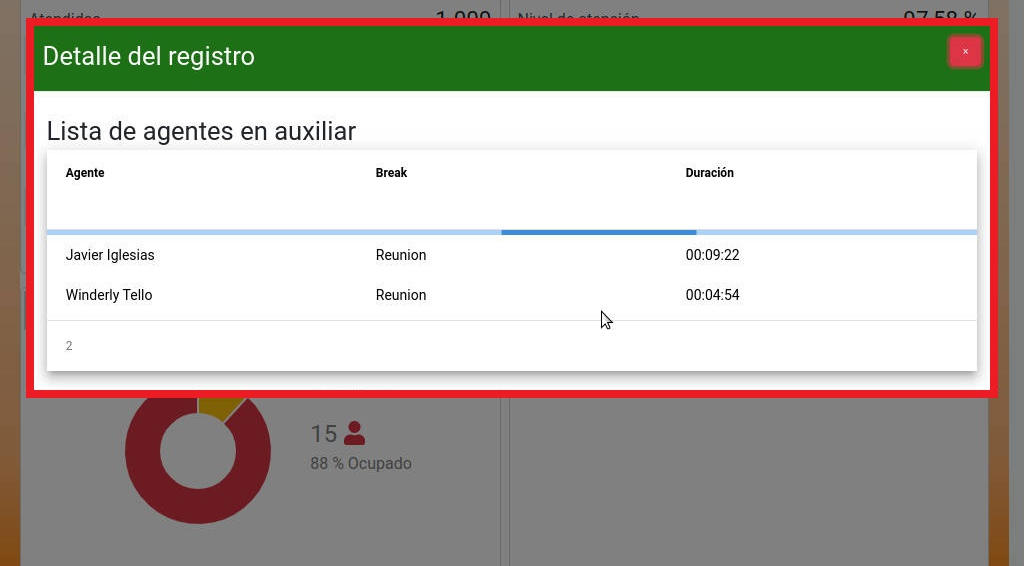 Atendidos 1,000 Nivel de atención 97.58 %
Detalle del registro
×
Lista de agentes en auxiliar
Agente Break Duración
Javier Iglesias Reunion 00:09:22
Winderly Tello Reunion 00:04:54
2
15
88 % Ocupado